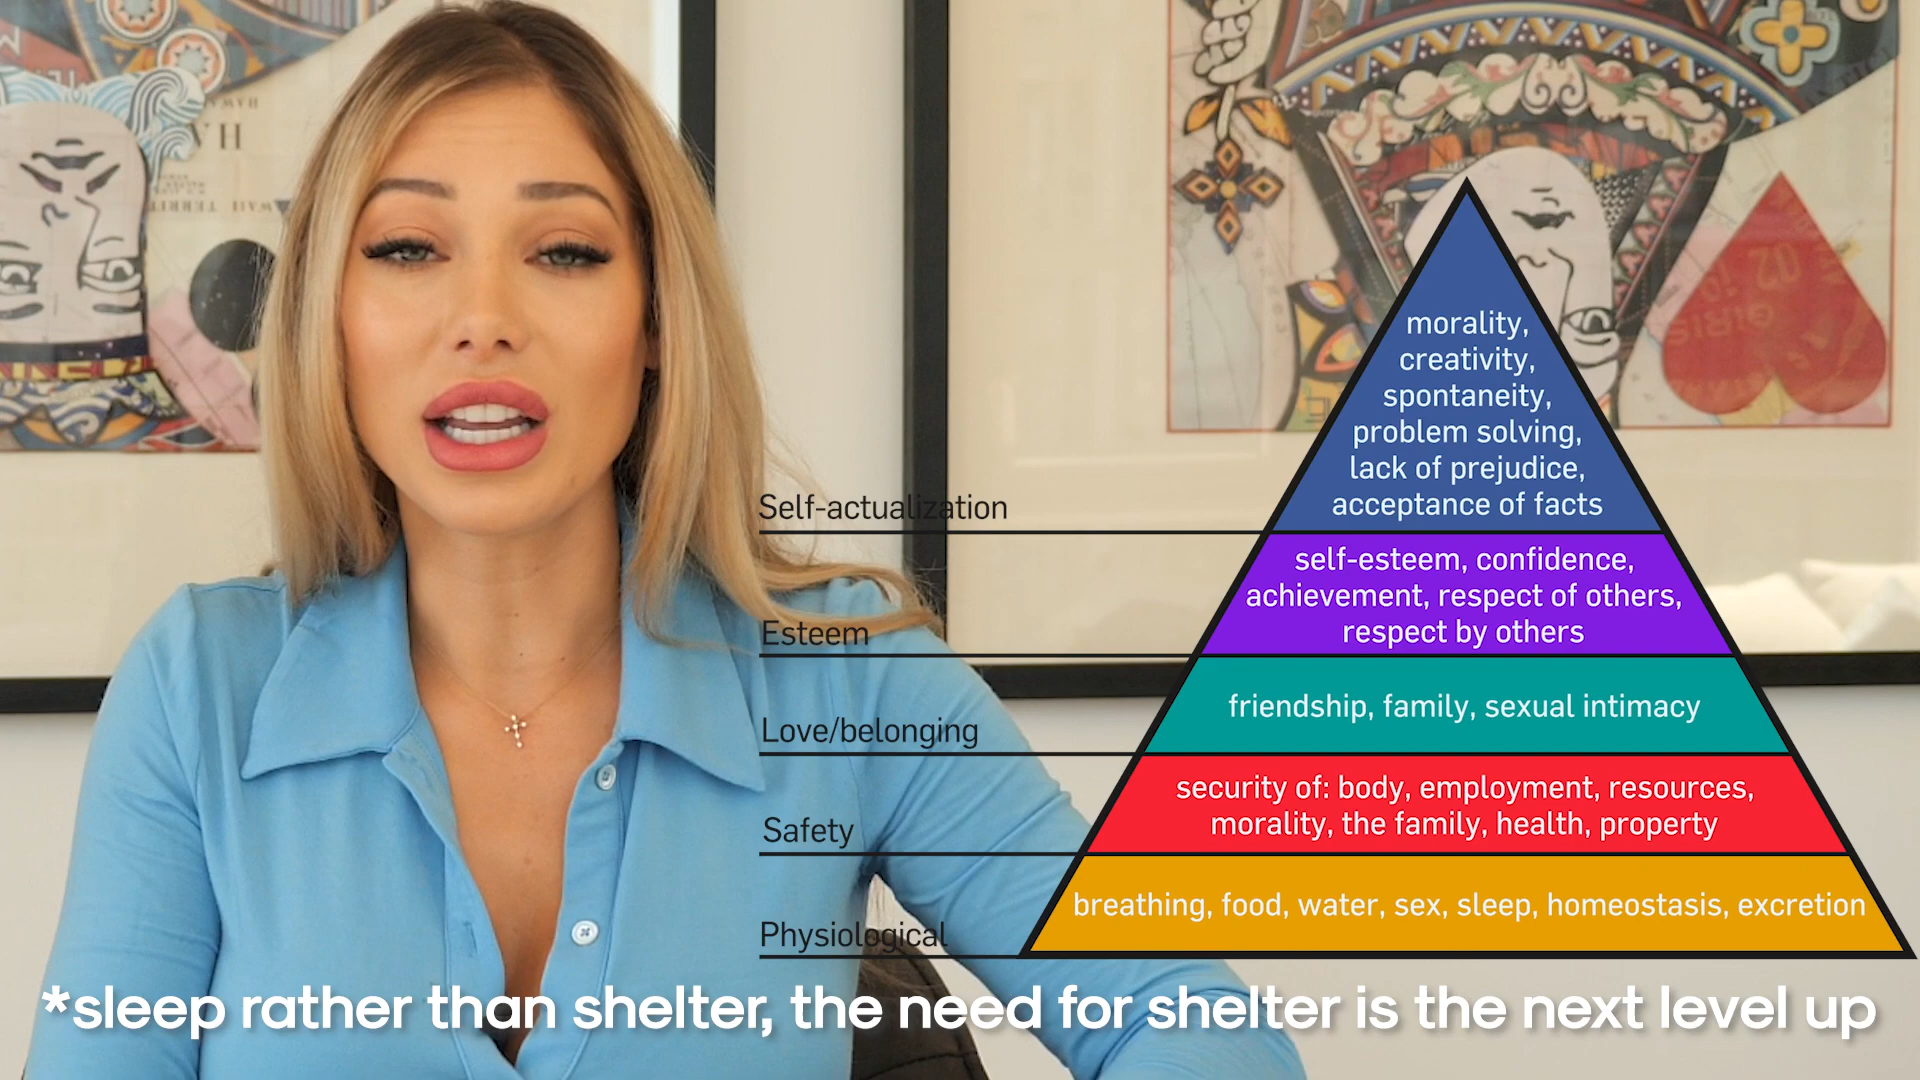 morality,
creativity,
spontaneity,
problem solving,
lack of prejudice,
acceptance of facts
Self-actualization
self-esteem, confidence,
achievement, respect of others,
respect by others
Esteem
friendship, family, sexual intimacy
Love/belonging
security of: body, employment, resources,
morality, the family, health, property
Safety
breathing, food, water, sex, sleep, homeostasis, excretion
Physiological
*sleep rather than shelter, the need for shelter is the next level up